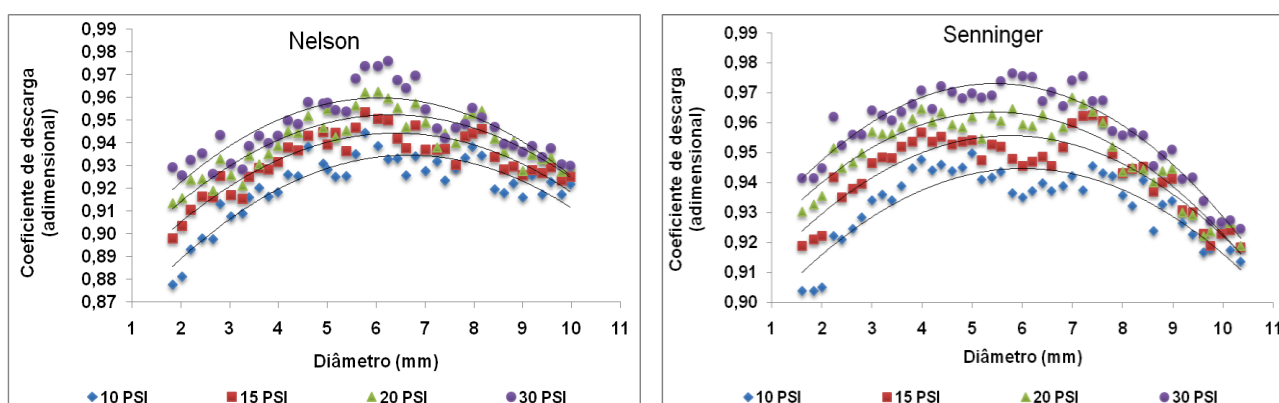 Nelson
Coeficiente de descarga
(adimensional)
0,99
0,98
0,97
0,96
0,95
0,94
0,93
0,92
0,91
0,90
0,89
0,88
0,87
1 2 3 4 5 6 7 8 9 10 11
Diâmetro (mm)
10 PSI 15 PSI 20 PSI 30 PSI
Senninger
Coeficiente de descarga
(adimensional)
0,99
0,98
0,97
0,96
0,95
0,94
0,93
0,92
0,91
0,90
1 2 3 4 5 6 7 8 9 10 11
Diâmetro (mm)
10 PSI 15 PSI 20 PSI 30 PSI